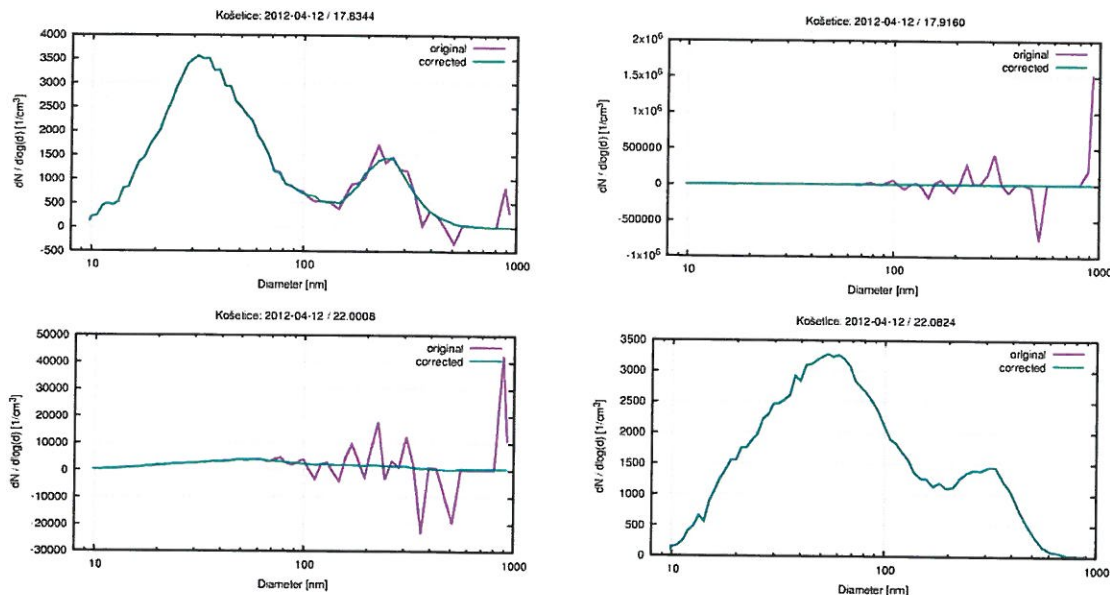 Košetice: 2012-04-12 / 17.8344
4000
3500
3000
2500
2000
1500
1000
500
0
-500
dN / dlog(d) [1/cm³]
original
corrected
10
100
1000
Diameter [nm]
Košetice: 2012-04-12 / 17.9160
2x10⁶
1.5x10⁶
1x10⁶
500000
0
-500000
-1x10⁶
dN / dlog(d) [1/cm³]
original
corrected
10
100
1000
Diameter [nm]
Košetice: 2012-04-12 / 22.0008
50000
40000
30000
20000
10000
0
-10000
-20000
-30000
dN / dlog(d) [1/cm³]
original
corrected
10
100
1000
Diameter [nm]
Košetice: 2012-04-12 / 22.0824
3500
3000
2500
2000
1500
1000
500
0
dN / dlog(d) [1/cm³]
original
corrected
10
100
1000
Diameter [nm]